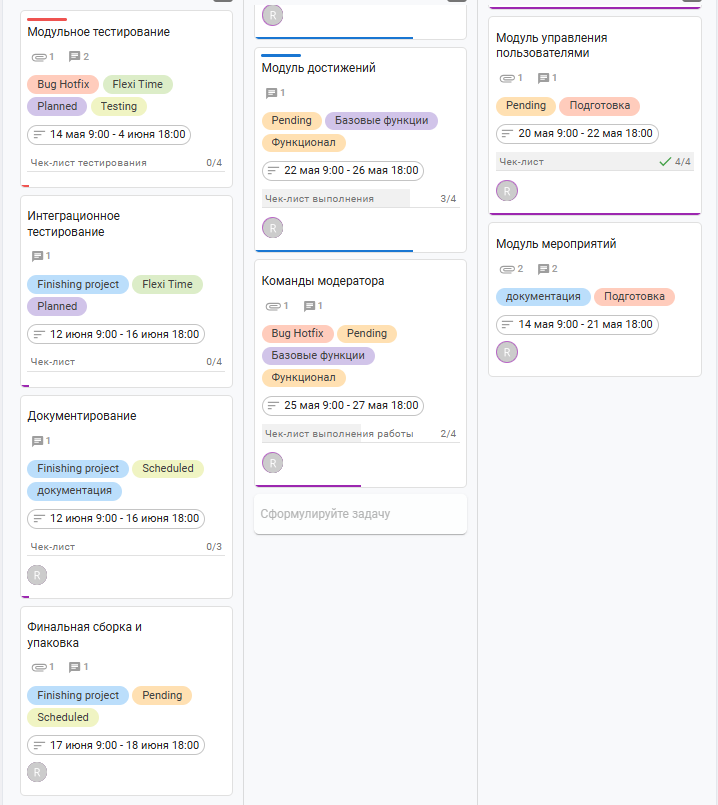 Модульное тестирование
1 2
Bug Hotfix Flexi Time
Planned Testing
14 мая 9:00 - 4 июня 18:00
Чек-лист тестирования 0/4
Интеграционное
тестирование
1
Finishing project Flexi Time
Planned
12 июня 9:00 - 16 июня 18:00
Чек-лист 0/4
Документирование
1
Finishing project Scheduled
документация
12 июня 9:00 - 16 июня 18:00
Чек-лист 0/3
R
Финальная сборка и
упаковка
1 1
Finishing project Pending
Scheduled
17 июня 9:00 - 18 июня 18:00
R
R
Модуль достижений
1
Pending Базовые функции
Функционал
22 мая 9:00 - 26 мая 18:00
Чек-лист выполнения 3/4
R
Команды модератора
1 1
Bug Hotfix Pending
Базовые функции
Функционал
25 мая 9:00 - 27 мая 18:00
Чек-лист выполнения работы 2/4
R
Сформулируйте задачу
Модуль управления
пользователями
1 1
Pending Подготовка
20 мая 9:00 - 22 мая 18:00
Чек-лист 4/4
R
Модуль мероприятий
2 2
документация Подготовка
14 мая 9:00 - 21 мая 18:00
R